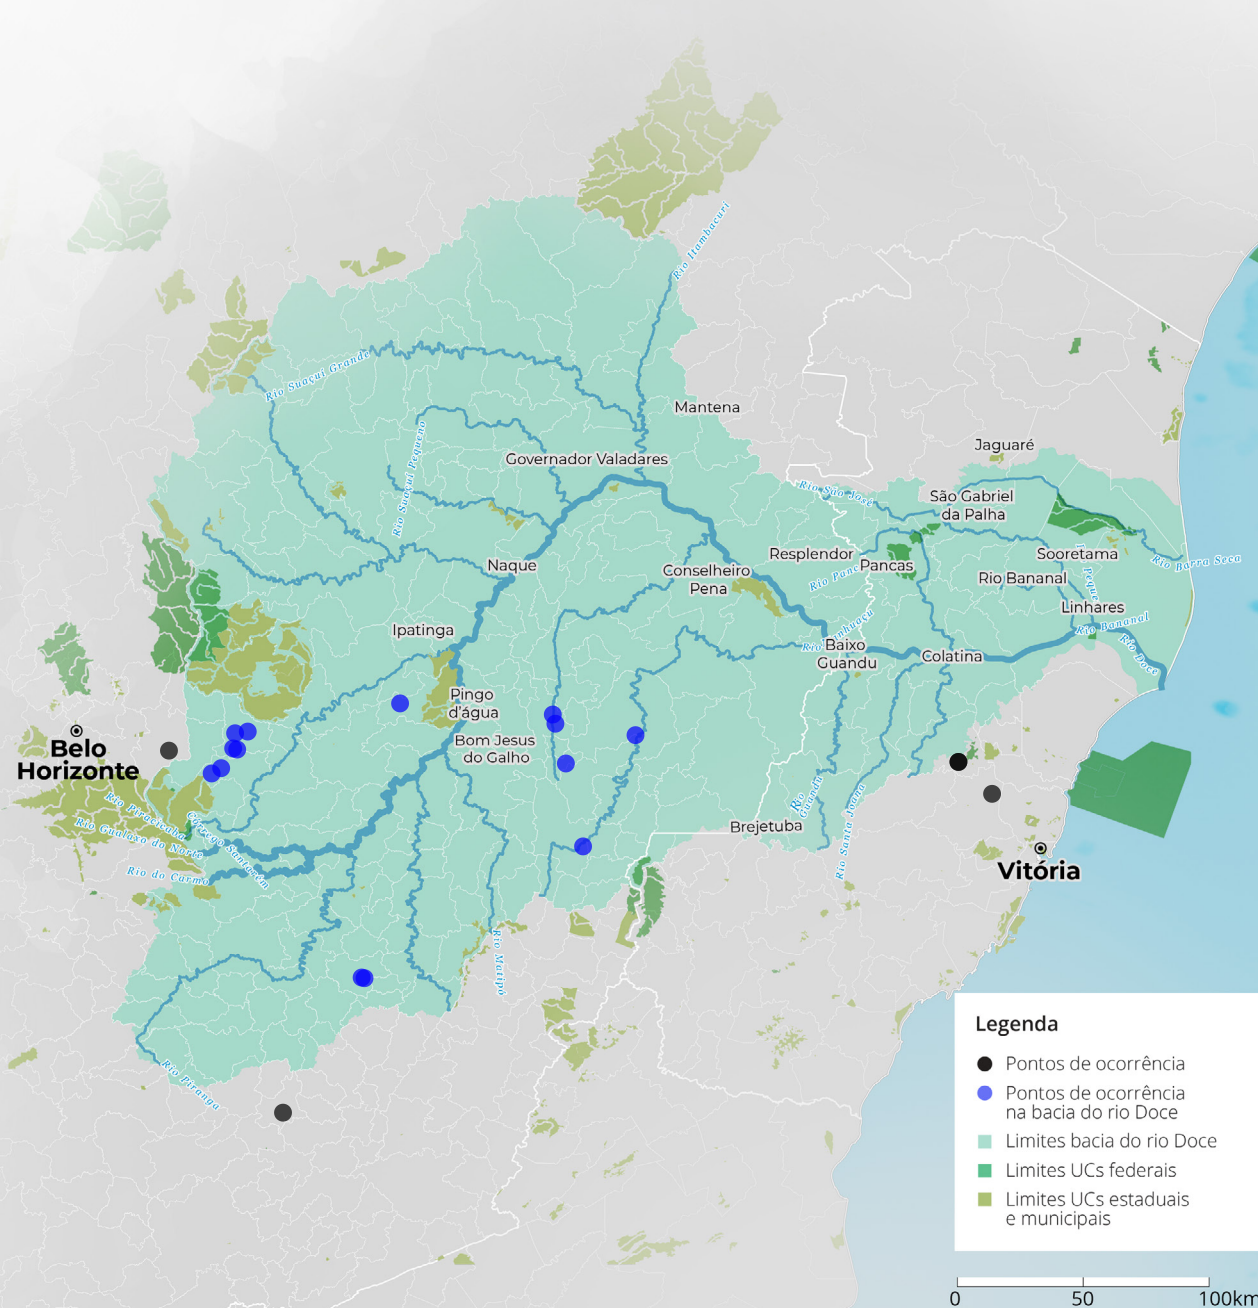 Rio Itambacuri
Rio Suaçuí Grande
Mantena
Rio Suaçuí Pequeno
Governador Valadares
Jaguaré
Rio São José
São Gabriel
da Palha
Naque
Conselheiro
Pena
Resplendor
Pancas
Rio Panc
Sooretama
Rio Barra Seca
Rio Bananal
Peque
Linhares
Rio Bananal
Rio Doce
Ipatinga
Rio
nhuaçu
Baixo
Guandu
Colatina
Pingo
d'água
Bom Jesus
do Galho
Belo
Horizonte
Rio Piracicaba
Rio Gualaxo do Norte
Córrego Santarém
Rio do Carmo
Rio
Guandu
Rio Santa Joana
Brejetuba
Vitória
Rio Matipó
Rio Piranga
Legenda
Pontos de ocorrência
Pontos de ocorrência
na bacia do rio Doce
Limites bacia do rio Doce
Limites UCs federais
Limites UCs estaduais
e municipais
0 50 100km